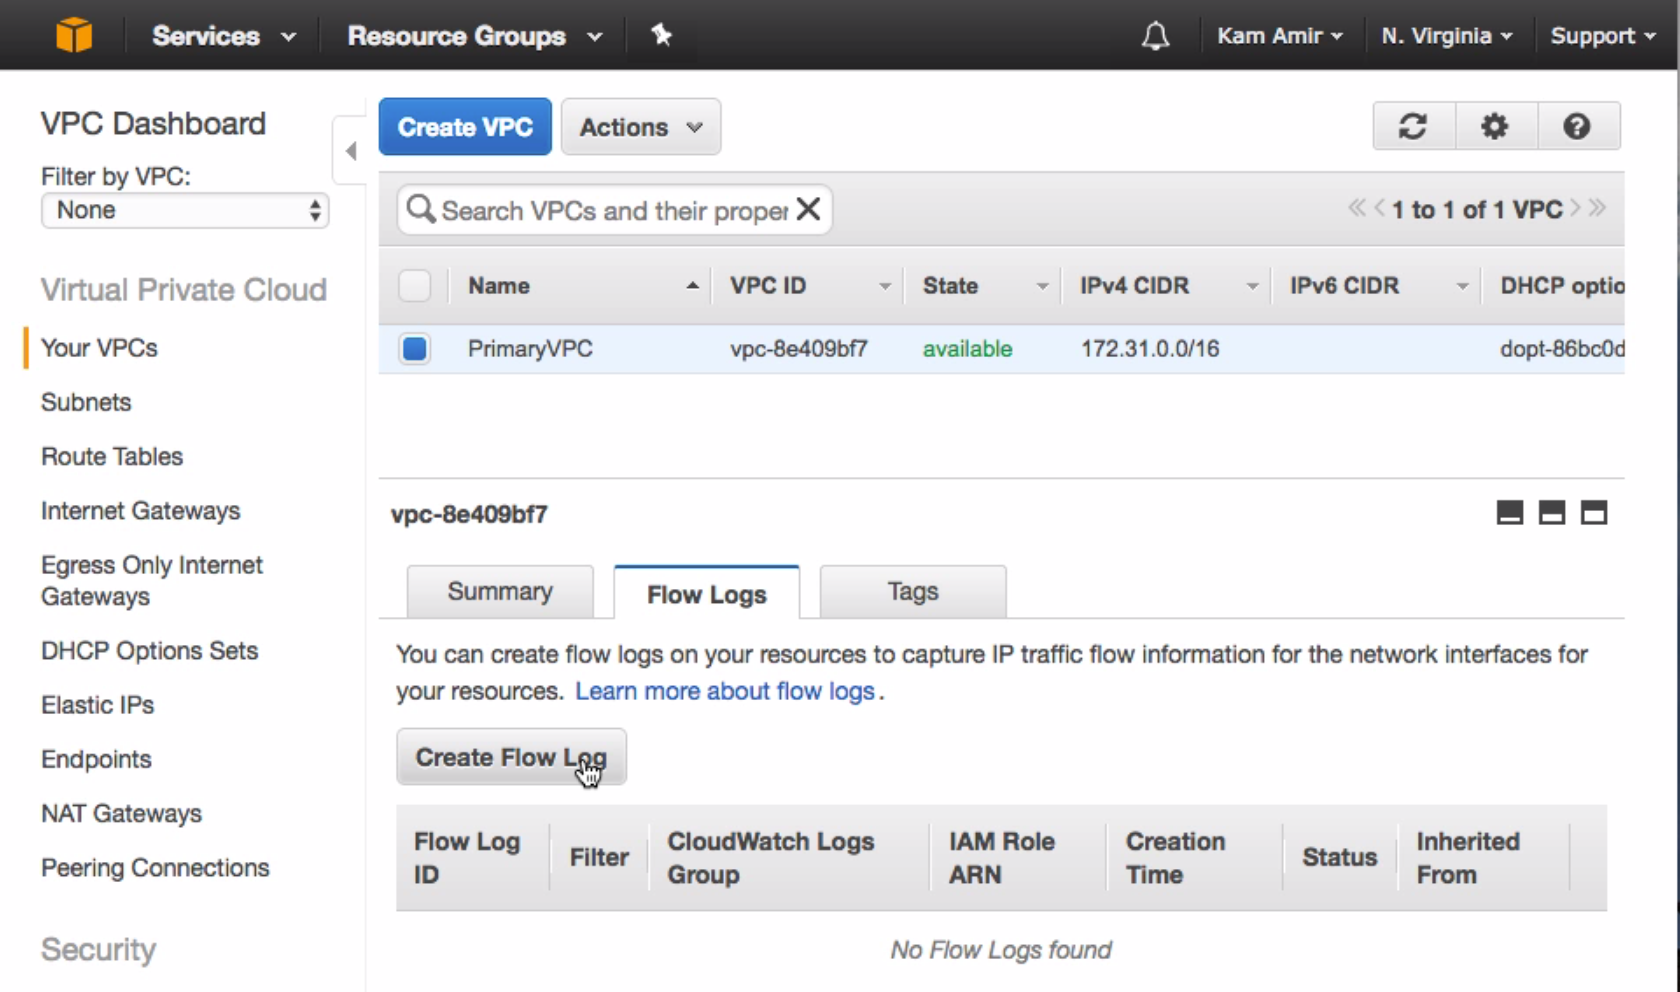 Services
Resource Groups
Kam Amir
N. Virginia
Support
VPC Dashboard
Filter by VPC:
None
Virtual Private Cloud
Your VPCs
Subnets
Route Tables
Internet Gateways
Egress Only Internet
Gateways
DHCP Options Sets
Elastic IPs
Endpoints
NAT Gateways
Peering Connections
Security
Create VPC
Actions
Search VPCs and their proper
1 to 1 of 1 VPC
Name
VPC ID
State
IPv4 CIDR
IPv6 CIDR
DHCP optio
PrimaryVPC
vpc-8e409bf7
available
172.31.0.0/16
dopt-86bc0d
vpc-8e409bf7
Summary
Flow Logs
Tags
You can create flow logs on your resources to capture IP traffic flow information for the network interfaces for
your resources. Learn more about flow logs.
Create Flow Log
Flow Log
ID
Filter
CloudWatch Logs
Group
IAM Role
ARN
Creation
Time
Status
Inherited
From
No Flow Logs found